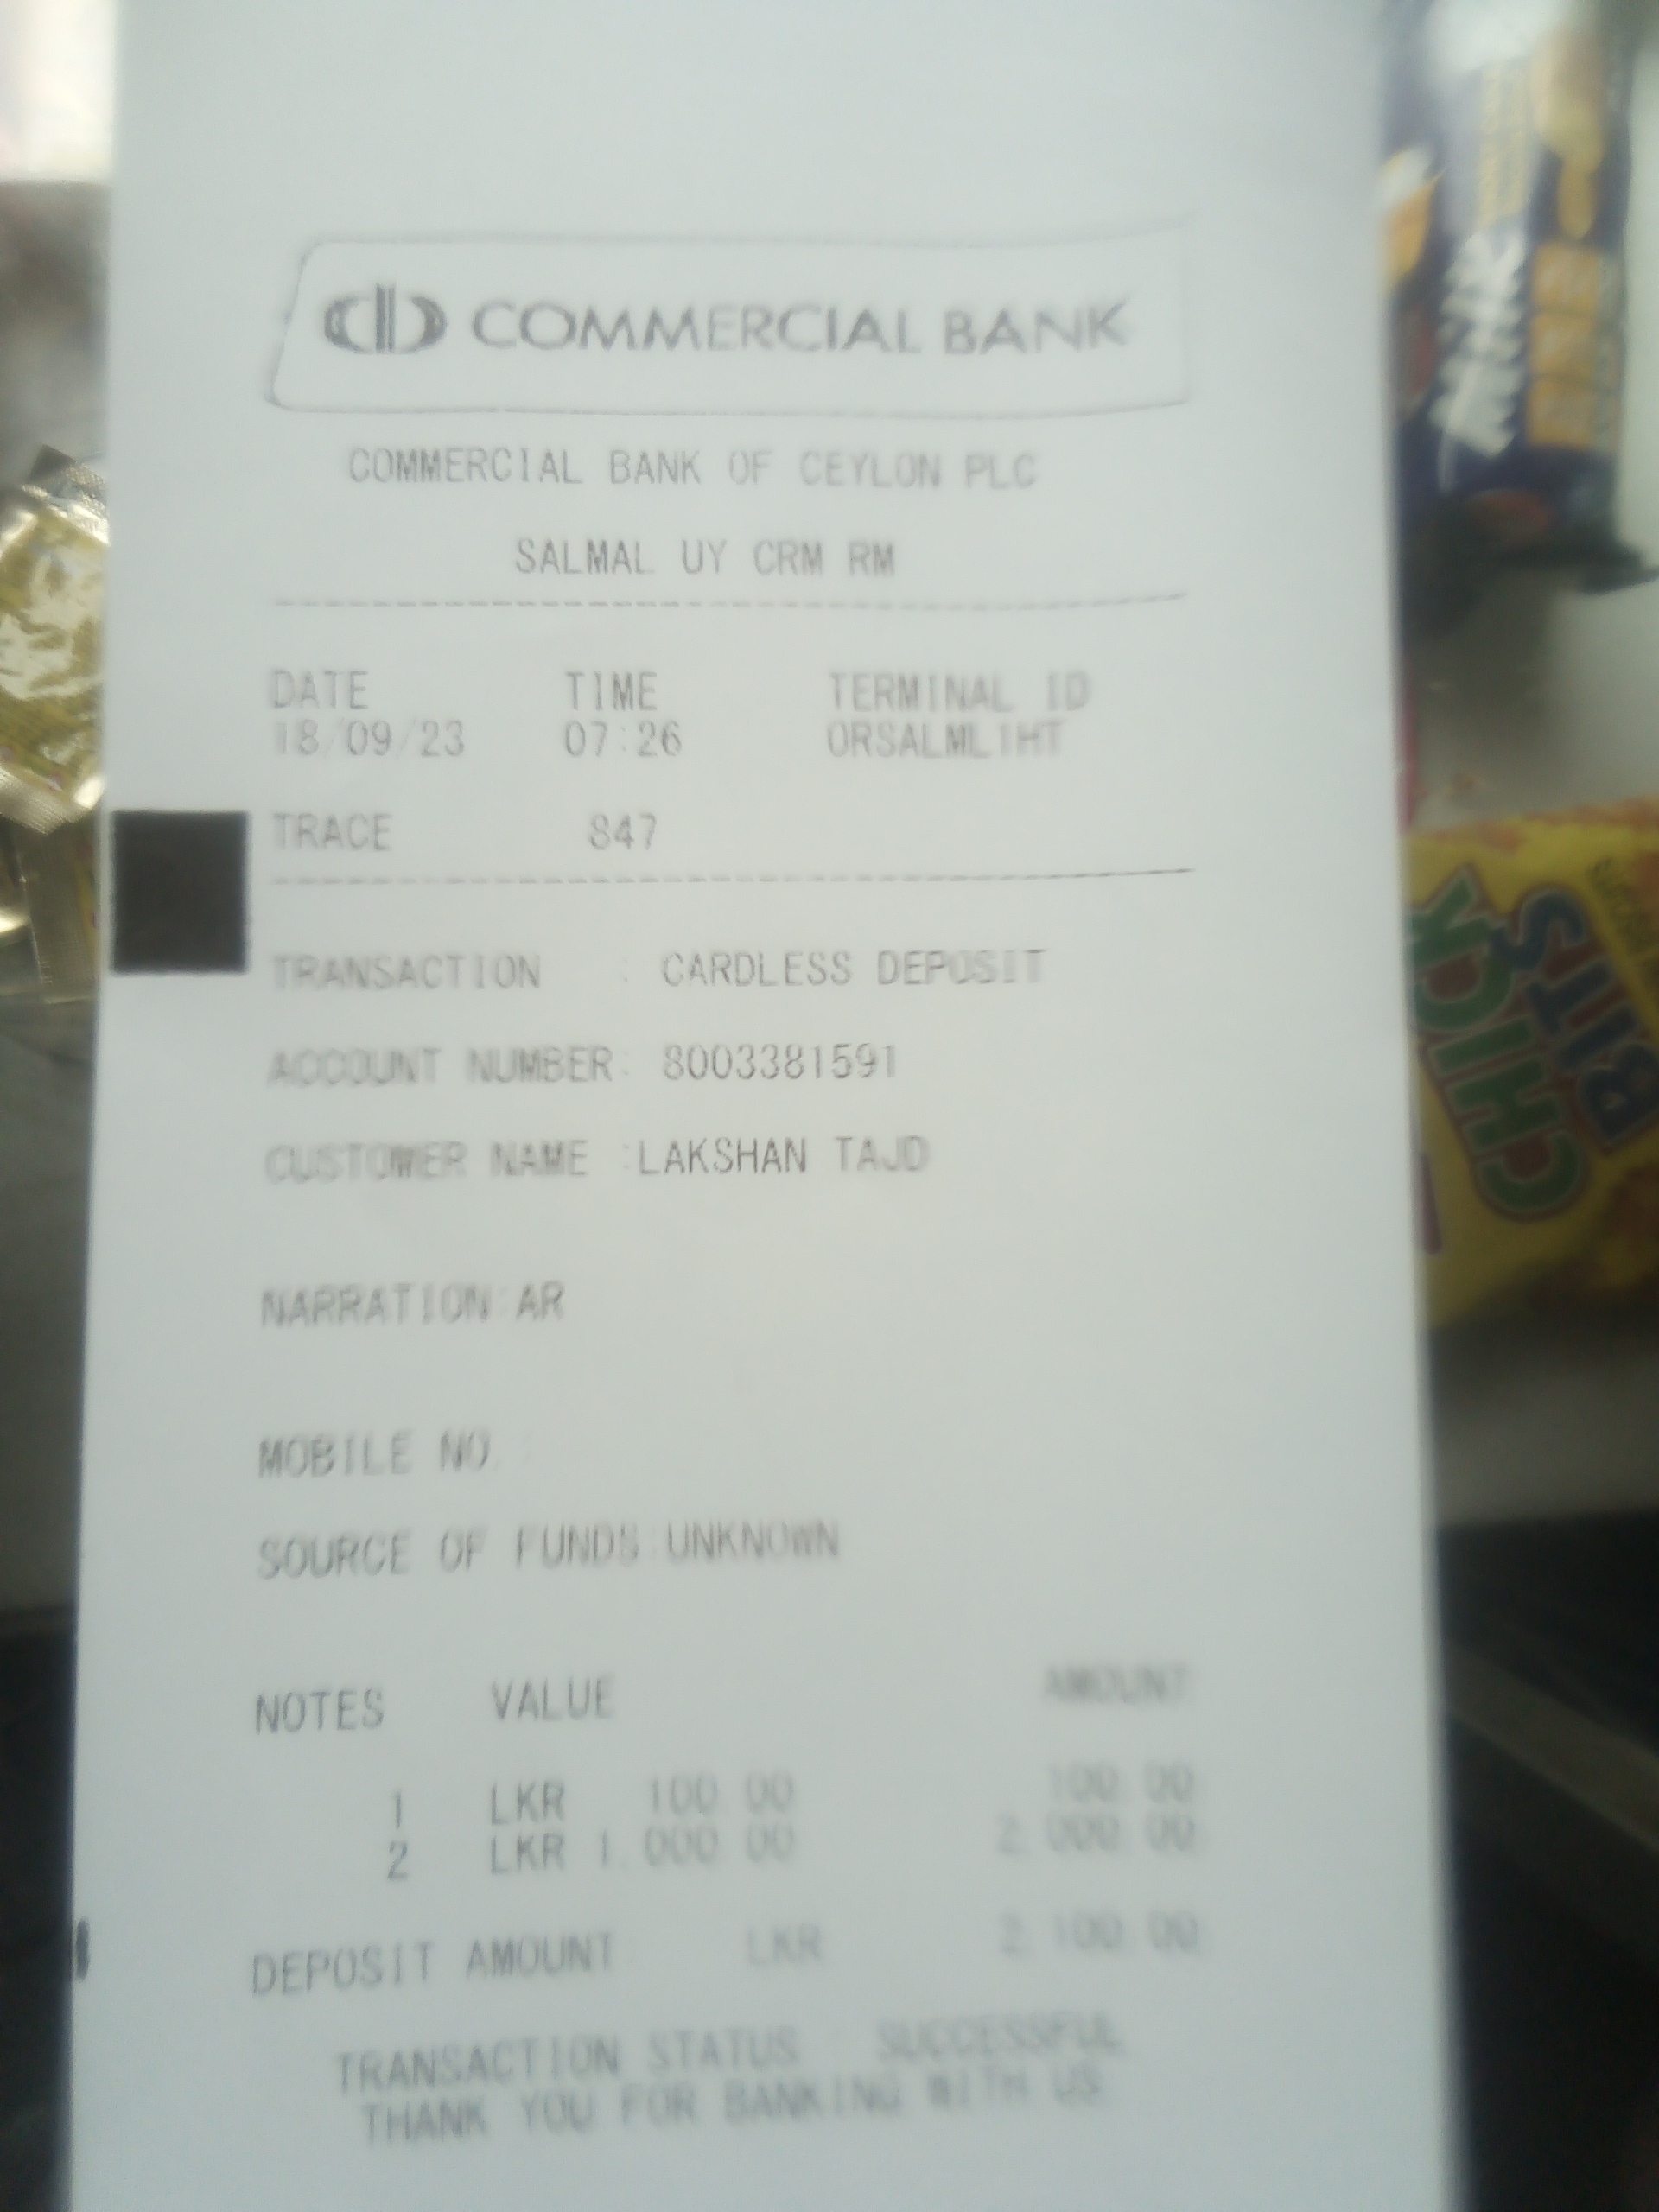 COMMERCIAL BANK
COMMERCIAL BANK OF CEYLON PLC
SALMAL UY CRM RM
DATE TIME TERMINAL ID
18/09/23 07:26 ORSALML1HT
TRACE 847
TRANSACTION : CARDLESS DEPOSIT
ACCOUNT NUMBER: 8003381591
CUSTOMER NAME :LAKSHAN TAJD
NARRATION:AR
MOBILE NO:
SOURCE OF FUNDS:UNKNOWN
NOTES VALUE AMOUNT
1 LKR 100.00 100.00
2 LKR 1,000.00 2,000.00
DEPOSIT AMOUNT: LKR 2,100.00
TRANSACTION STATUS : SUCCESSFUL
THANK YOU FOR BANKING WITH US
CHICK
BITS